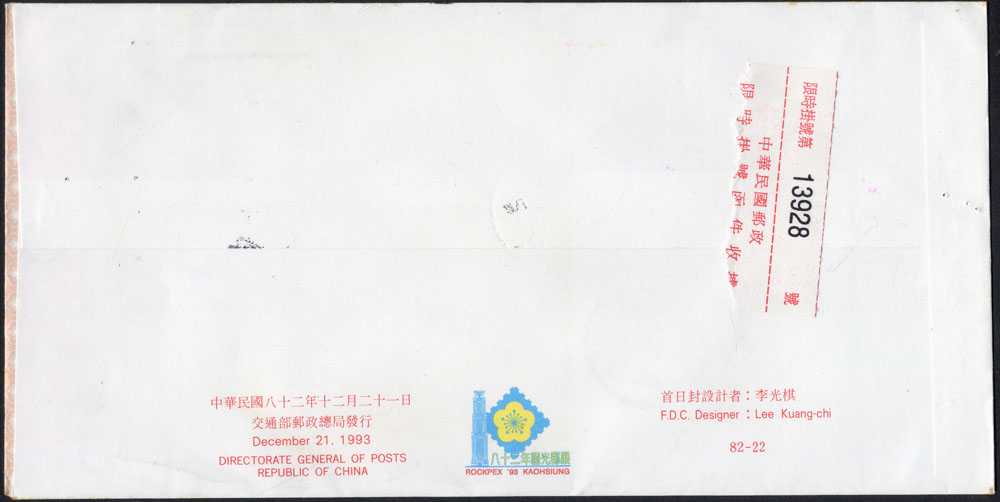 限時掛號第 13928 號
中華民國郵政
限時掛號函件收據
中華民國八十二年十二月二十一日
交通部郵政總局發行
December 21, 1993
DIRECTORATE GENERAL OF POSTS
REPUBLIC OF CHINA
八十二年觀光郵展
ROCKPEX '93 KAOHSIUNG
首日封設計者：李光棋
F.D.C. Designer : Lee Kuang-chi
82-22